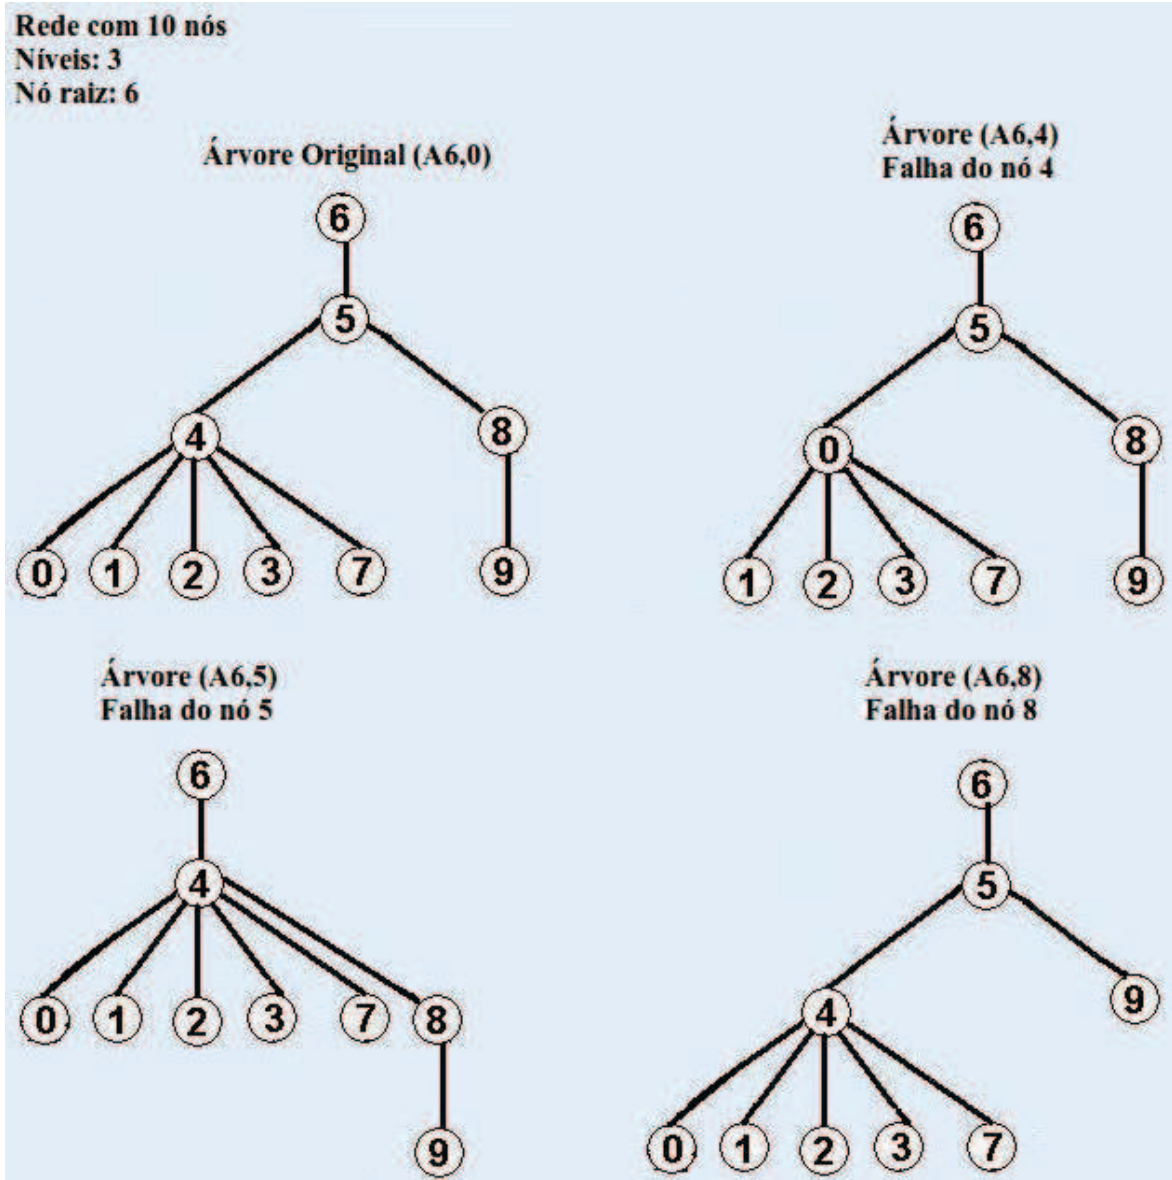 Rede com 10 nós
Níveis: 3
Nó raiz: 6
Árvore Original (A6,0)
6
5
4
8
0 1 2 3 7 9
Árvore (A6,4)
Falha do nó 4
6
5
0
8
1 2 3 7 9
Árvore (A6,5)
Falha do nó 5
6
4
0 1 2 3 7 8
9
Árvore (A6,8)
Falha do nó 8
6
5
4
9
0 1 2 3 7